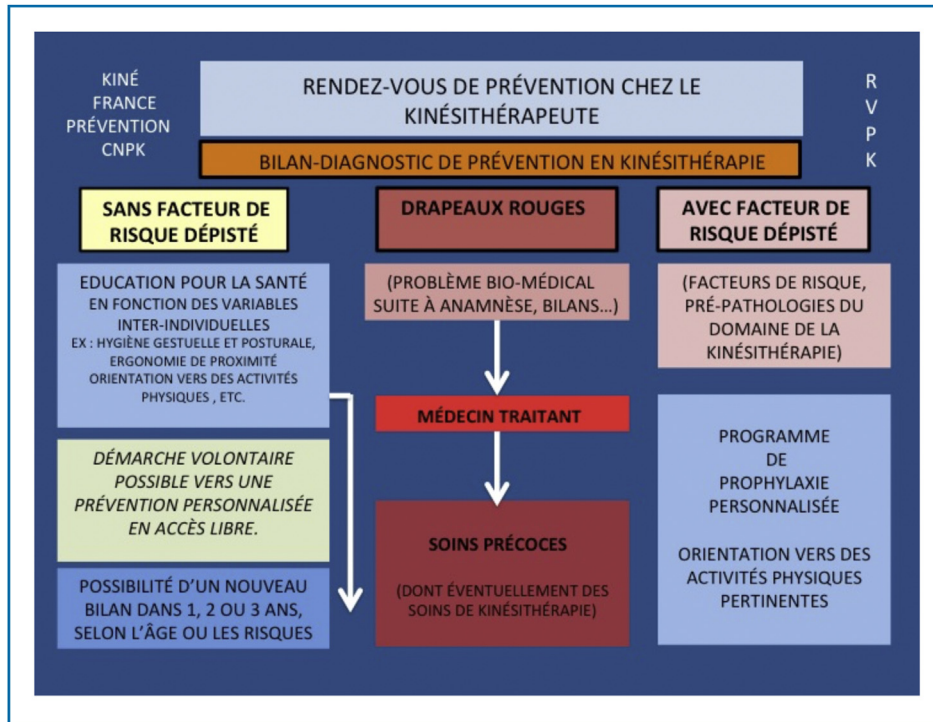 KINÉ
FRANCE
PRÉVENTION
CNPK
RENDEZ-VOUS DE PRÉVENTION CHEZ LE
KINÉSITHÉRAPEUTE
R
V
P
K
BILAN-DIAGNOSTIC DE PRÉVENTION EN KINÉSITHÉRAPIE
SANS FACTEUR DE
RISQUE DÉPISTÉ
EDUCATION POUR LA SANTÉ
EN FONCTION DES VARIABLES
INTER-INDIVIDUELLES
EX : HYGIÈNE GESTUELLE ET POSTURALE,
ERGONOMIE DE PROXIMITÉ
ORIENTATION VERS DES ACTIVITÉS
PHYSIQUES , ETC.
DÉMARCHE VOLONTAIRE
POSSIBLE VERS UNE
PRÉVENTION PERSONNALISÉE
EN ACCÈS LIBRE.
POSSIBILITÉ D'UN NOUVEAU
BILAN DANS 1, 2 OU 3 ANS,
SELON L'ÂGE OU LES RISQUES
DRAPEAUX ROUGES
(PROBLÈME BIO-MÉDICAL
SUITE À ANAMNÈSE, BILANS...)
MÉDECIN TRAITANT
SOINS PRÉCOCES
(DONT ÉVENTUELLEMENT DES
SOINS DE KINÉSITHÉRAPIE)
AVEC FACTEUR DE
RISQUE DÉPISTÉ
(FACTEURS DE RISQUE,
PRÉ-PATHOLOGIES DU
DOMAINE DE LA
KINÉSITHÉRAPIE)
PROGRAMME
DE
PROPHYLAXIE
PERSONNALISÉE
ORIENTATION VERS DES
ACTIVITÉS PHYSIQUES
PERTINENTES